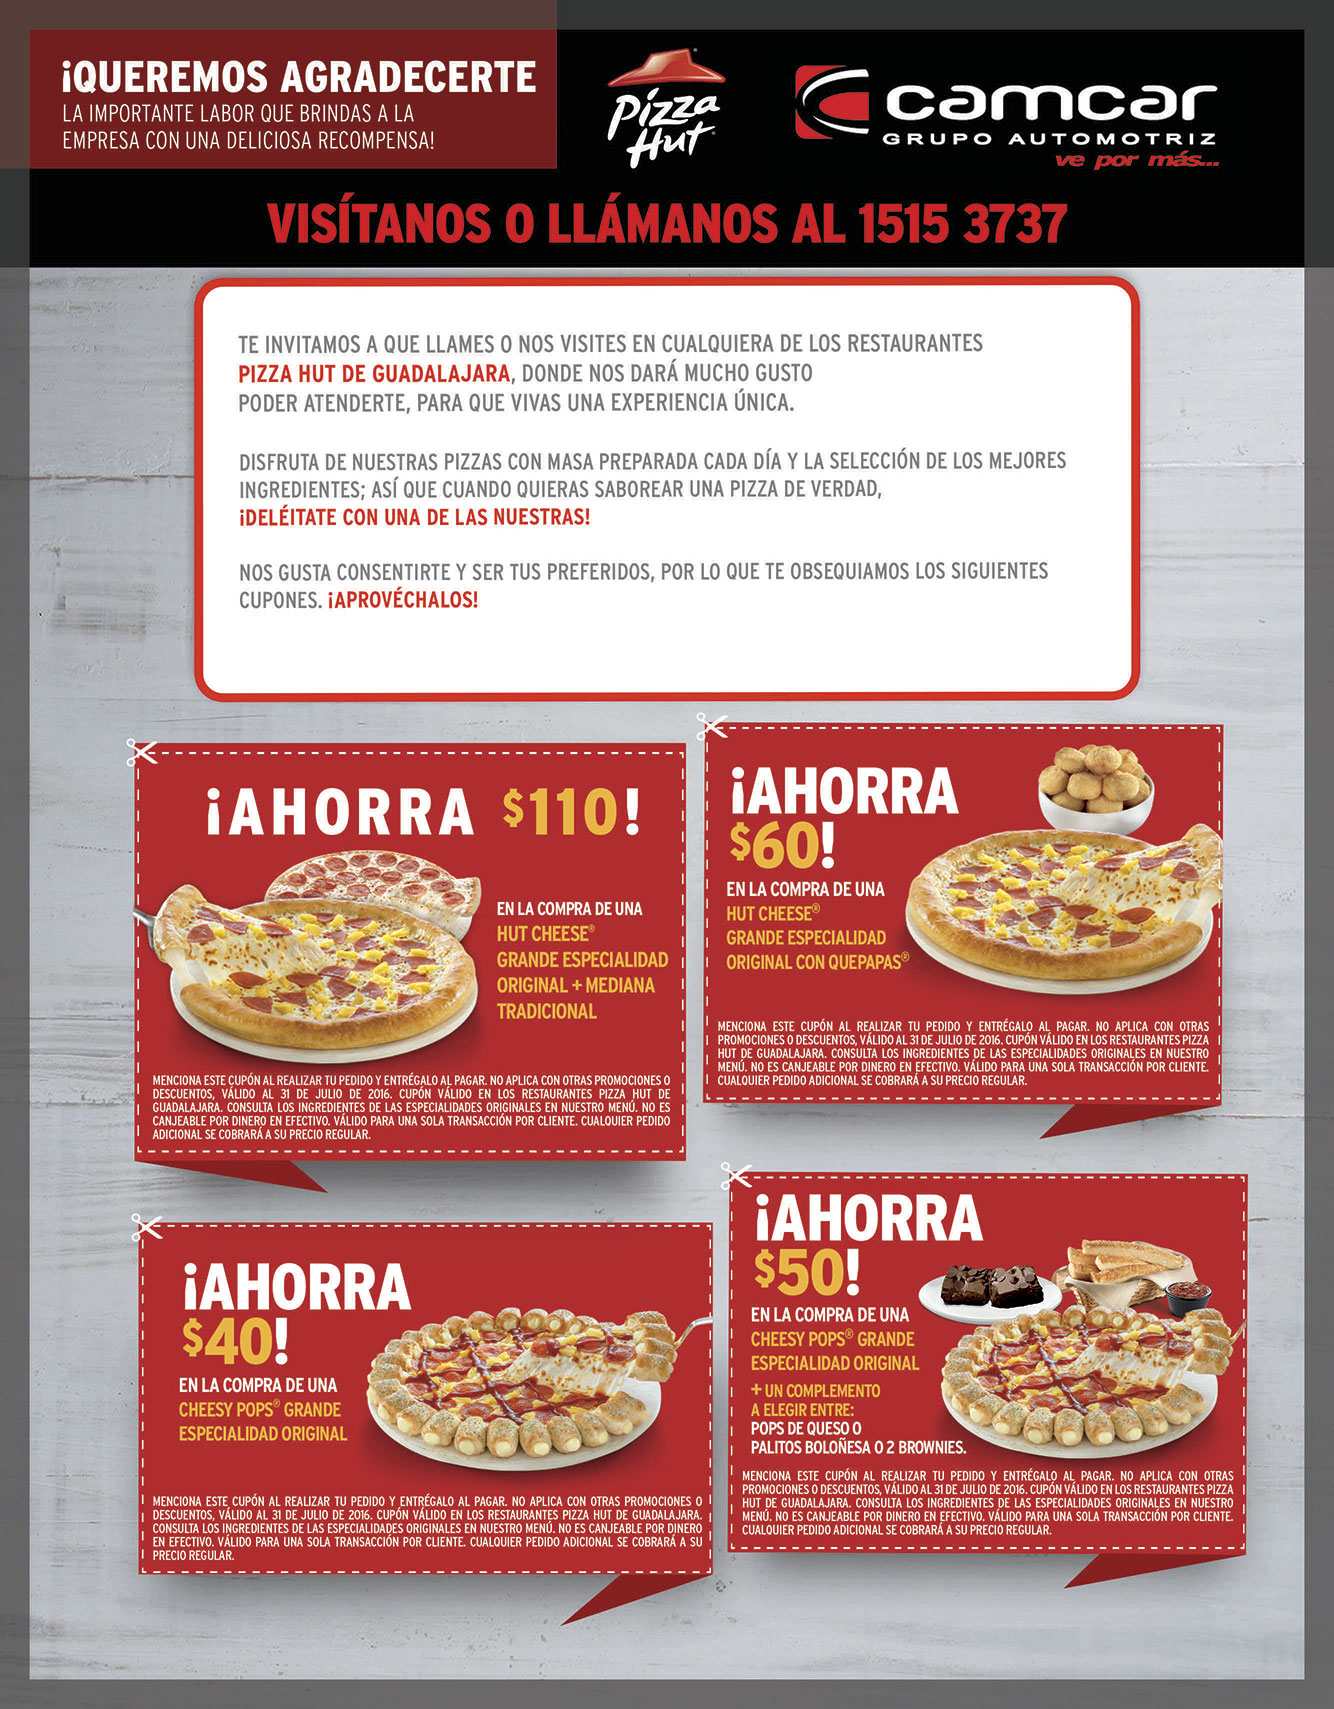 ¡QUEREMOS AGRADECERTE
LA IMPORTANTE LABOR QUE BRINDAS A LA
EMPRESA CON UNA DELICIOSA RECOMPENSA!
Pizza
Hut
camcar
GRUPO AUTOMOTRIZ
ve por más...
VISÍTANOS O LLÁMANOS AL 1515 3737
TE INVITAMOS A QUE LLAMES O NOS VISITES EN CUALQUIERA DE LOS RESTAURANTES
PIZZA HUT DE GUADALAJARA, DONDE NOS DARÁ MUCHO GUSTO
PODER ATENDERTE, PARA QUE VIVAS UNA EXPERIENCIA ÚNICA.
DISFRUTA DE NUESTRAS PIZZAS CON MASA PREPARADA CADA DÍA Y LA SELECCIÓN DE LOS MEJORES
INGREDIENTES; ASÍ QUE CUANDO QUIERAS SABOREAR UNA PIZZA DE VERDAD,
¡DELÉITATE CON UNA DE LAS NUESTRAS!
NOS GUSTA CONSENTIRTE Y SER TUS PREFERIDOS, POR LO QUE TE OBSEQUIAMOS LOS SIGUIENTES
CUPONES. ¡APROVÉCHALOS!
¡AHORRA $110!
EN LA COMPRA DE UNA
HUT CHEESE®
GRANDE ESPECIALIDAD
ORIGINAL + MEDIANA
TRADICIONAL
MENCIONA ESTE CUPÓN AL REALIZAR TU PEDIDO Y ENTRÉGALO AL PAGAR. NO APLICA CON OTRAS PROMOCIONES O
DESCUENTOS, VÁLIDO AL 31 DE JULIO DE 2016. CUPÓN VÁLIDO EN LOS RESTAURANTES PIZZA HUT DE
GUADALAJARA. CONSULTA LOS INGREDIENTES DE LAS ESPECIALIDADES ORIGINALES EN NUESTRO MENÚ. NO ES
CANJEABLE POR DINERO EN EFECTIVO. VÁLIDO PARA UNA SOLA TRANSACCIÓN POR CLIENTE. CUALQUIER PEDIDO
ADICIONAL SE COBRARÁ A SU PRECIO REGULAR.
¡AHORRA
$60!
EN LA COMPRA DE UNA
HUT CHEESE®
GRANDE ESPECIALIDAD
ORIGINAL CON QUEPAPAS®
MENCIONA ESTE CUPÓN AL REALIZAR TU PEDIDO Y ENTRÉGALO AL PAGAR. NO APLICA CON OTRAS
PROMOCIONES O DESCUENTOS, VÁLIDO AL 31 DE JULIO DE 2016. CUPÓN VÁLIDO EN LOS RESTAURANTES PIZZA
HUT DE GUADALAJARA. CONSULTA LOS INGREDIENTES DE LAS ESPECIALIDADES ORIGINALES EN NUESTRO
MENÚ. NO ES CANJEABLE POR DINERO EN EFECTIVO. VÁLIDO PARA UNA SOLA TRANSACCIÓN POR CLIENTE.
CUALQUIER PEDIDO ADICIONAL SE COBRARÁ A SU PRECIO REGULAR.
¡AHORRA
$40!
EN LA COMPRA DE UNA
CHEESY POPS® GRANDE
ESPECIALIDAD ORIGINAL
MENCIONA ESTE CUPÓN AL REALIZAR TU PEDIDO Y ENTRÉGALO AL PAGAR. NO APLICA CON OTRAS PROMOCIONES O
DESCUENTOS, VÁLIDO AL 31 DE JULIO DE 2016. CUPÓN VÁLIDO EN LOS RESTAURANTES PIZZA HUT DE GUADALAJARA.
CONSULTA LOS INGREDIENTES DE LAS ESPECIALIDADES ORIGINALES EN NUESTRO MENÚ. NO ES CANJEABLE POR DINERO
EN EFECTIVO. VÁLIDO PARA UNA SOLA TRANSACCIÓN POR CLIENTE. CUALQUIER PEDIDO ADICIONAL SE COBRARÁ A SU
PRECIO REGULAR.
¡AHORRA
$50!
EN LA COMPRA DE UNA
CHEESY POPS® GRANDE
ESPECIALIDAD ORIGINAL
+ UN COMPLEMENTO
A ELEGIR ENTRE:
POPS DE QUESO O
PALITOS BOLOÑESA O 2 BROWNIES.
MENCIONA ESTE CUPÓN AL REALIZAR TU PEDIDO Y ENTRÉGALO AL PAGAR. NO APLICA CON OTRAS
PROMOCIONES O DESCUENTOS, VÁLIDO AL 31 DE JULIO DE 2016. CUPÓN VÁLIDO EN LOS RESTAURANTES PIZZA
HUT DE GUADALAJARA. CONSULTA LOS INGREDIENTES DE LAS ESPECIALIDADES ORIGINALES EN NUESTRO
MENÚ. NO ES CANJEABLE POR DINERO EN EFECTIVO. VÁLIDO PARA UNA SOLA TRANSACCIÓN POR CLIENTE.
CUALQUIER PEDIDO ADICIONAL SE COBRARÁ A SU PRECIO REGULAR.